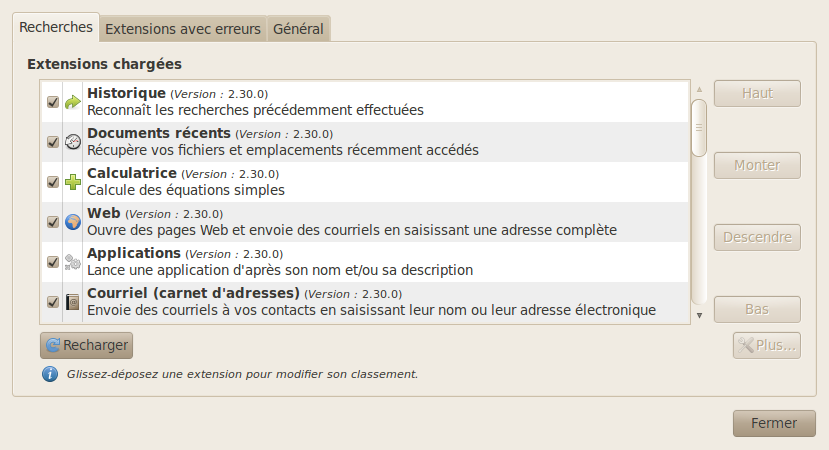 Recherches
Extensions avec erreurs
Général
Extensions chargées
Historique (Version : 2.30.0)
Reconnaît les recherches précédemment effectuées
Documents récents (Version : 2.30.0)
Récupère vos fichiers et emplacements récemment accédés
Calculatrice (Version : 2.30.0)
Calcule des équations simples
Web (Version : 2.30.0)
Ouvre des pages Web et envoie des courriels en saisissant une adresse complète
Applications (Version : 2.30.0)
Lance une application d'après son nom et/ou sa description
Courriel (carnet d'adresses) (Version : 2.30.0)
Envoie des courriels à vos contacts en saisissant leur nom ou leur adresse électronique
Haut
Monter
Descendre
Bas
Recharger
Plus...
Glissez-déposez une extension pour modifier son classement.
Fermer